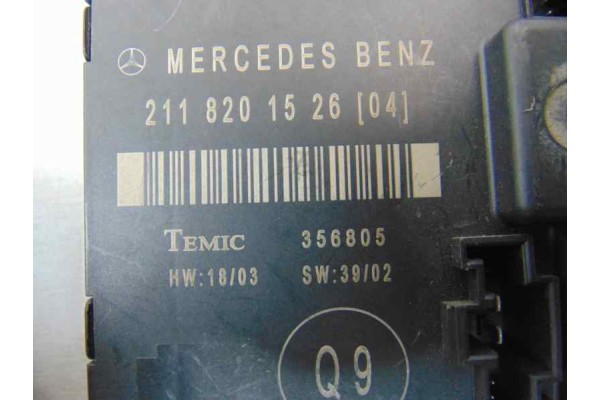 MERCEDES BENZ
211 820 15 26 [04]
TEMIC 356805
HW:18/03 SW:39/02
Q9